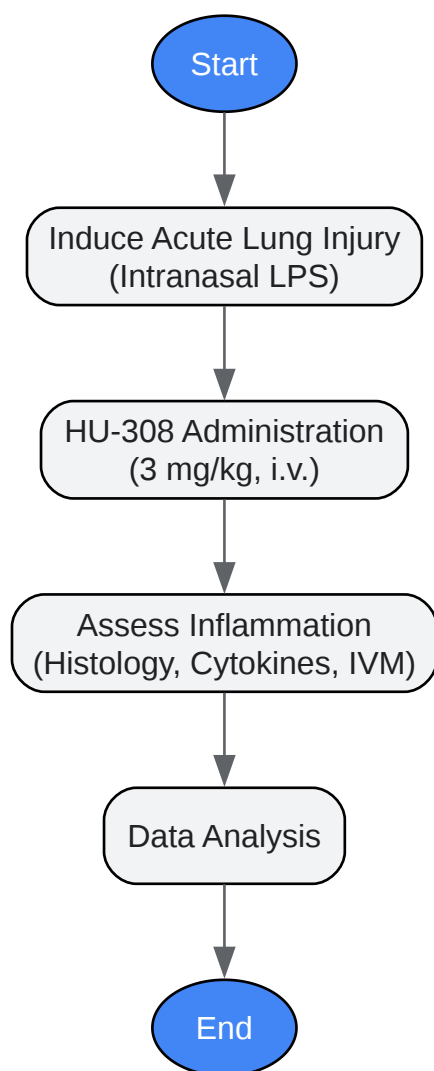 Start
Induce Acute Lung Injury
(Intranasal LPS)
HU-308 Administration
(3 mg/kg, i.v.)
Assess Inflammation
(Histology, Cytokines, IVM)
Data Analysis
End